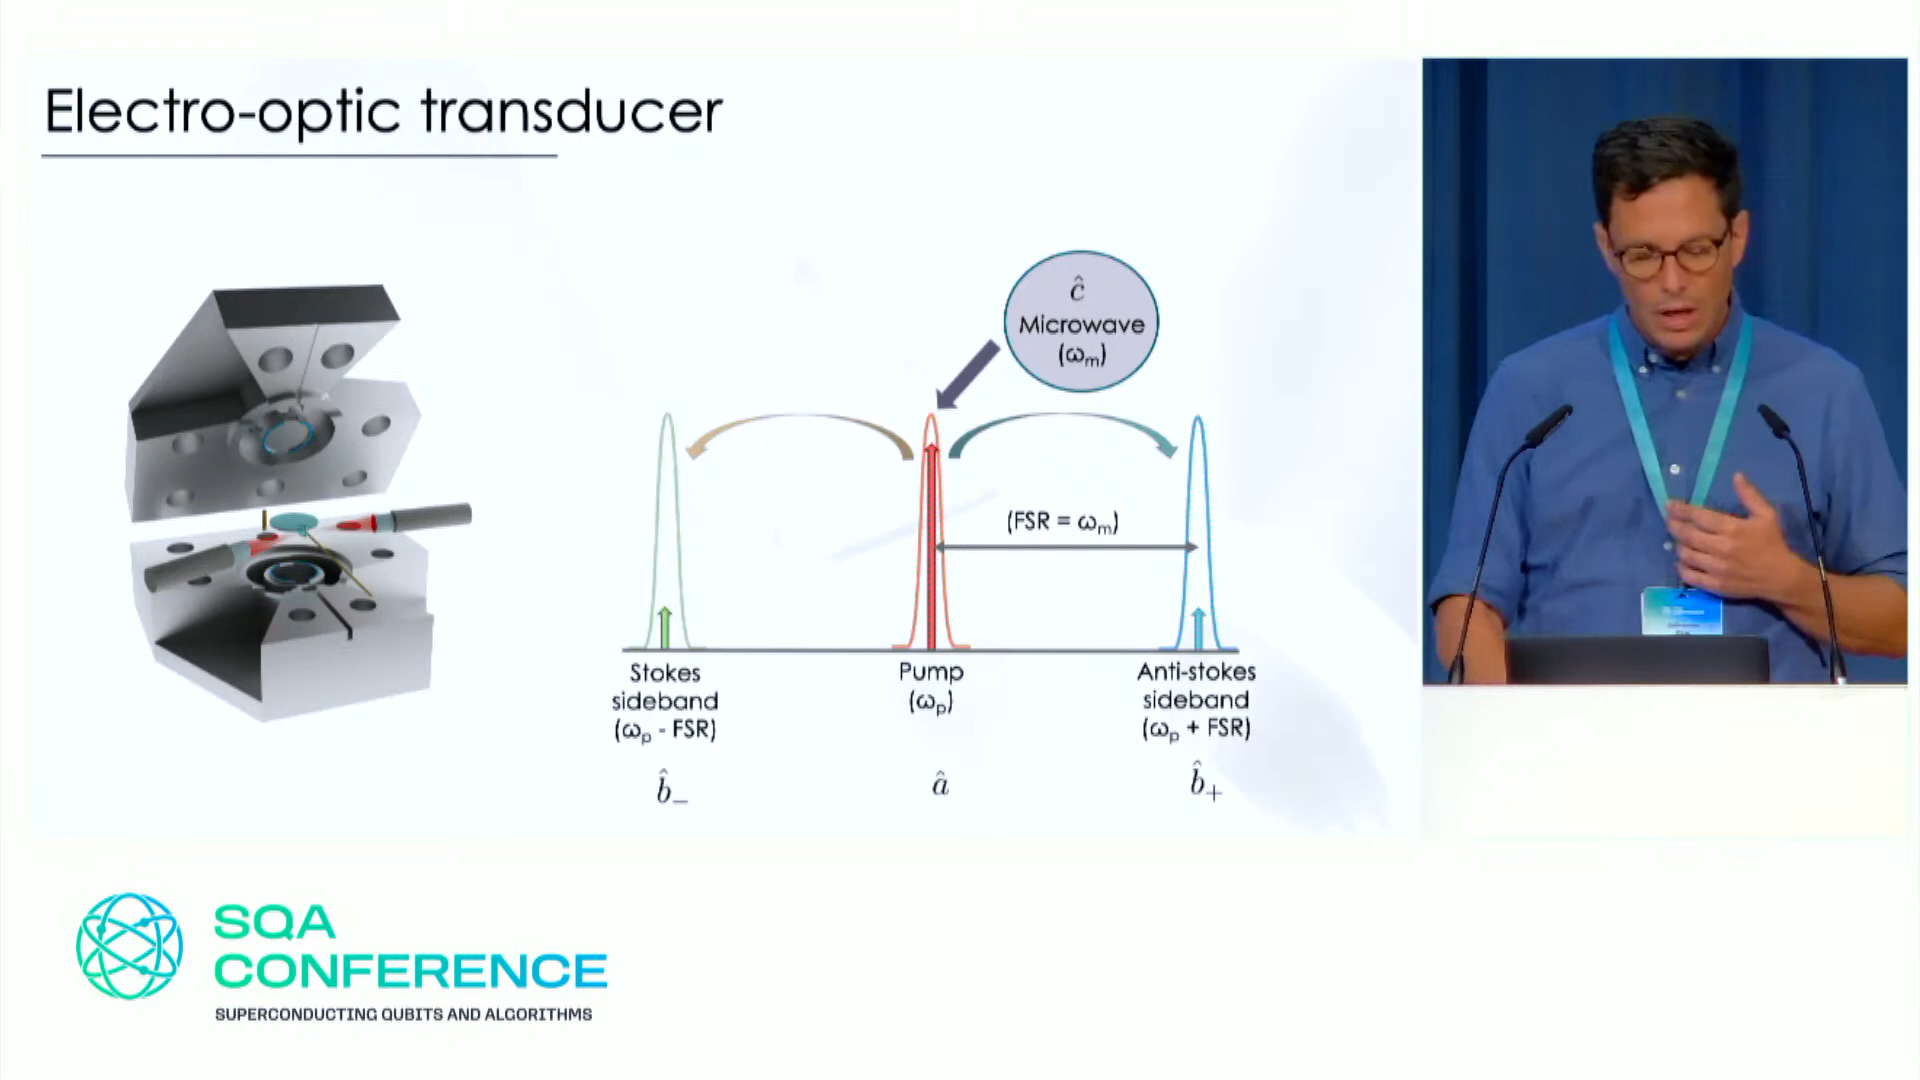 Electro-optic transducer
ĉ
Microwave
(ωm)
(FSR = ωm)
Stokes
sideband
(ωp - FSR)
Pump
(ωp)
Anti-stokes
sideband
(ωp + FSR)
b̂₋
â
b̂₊
SQA
CONFERENCE
SUPERCONDUCTING QUBITS AND ALGORITHMS